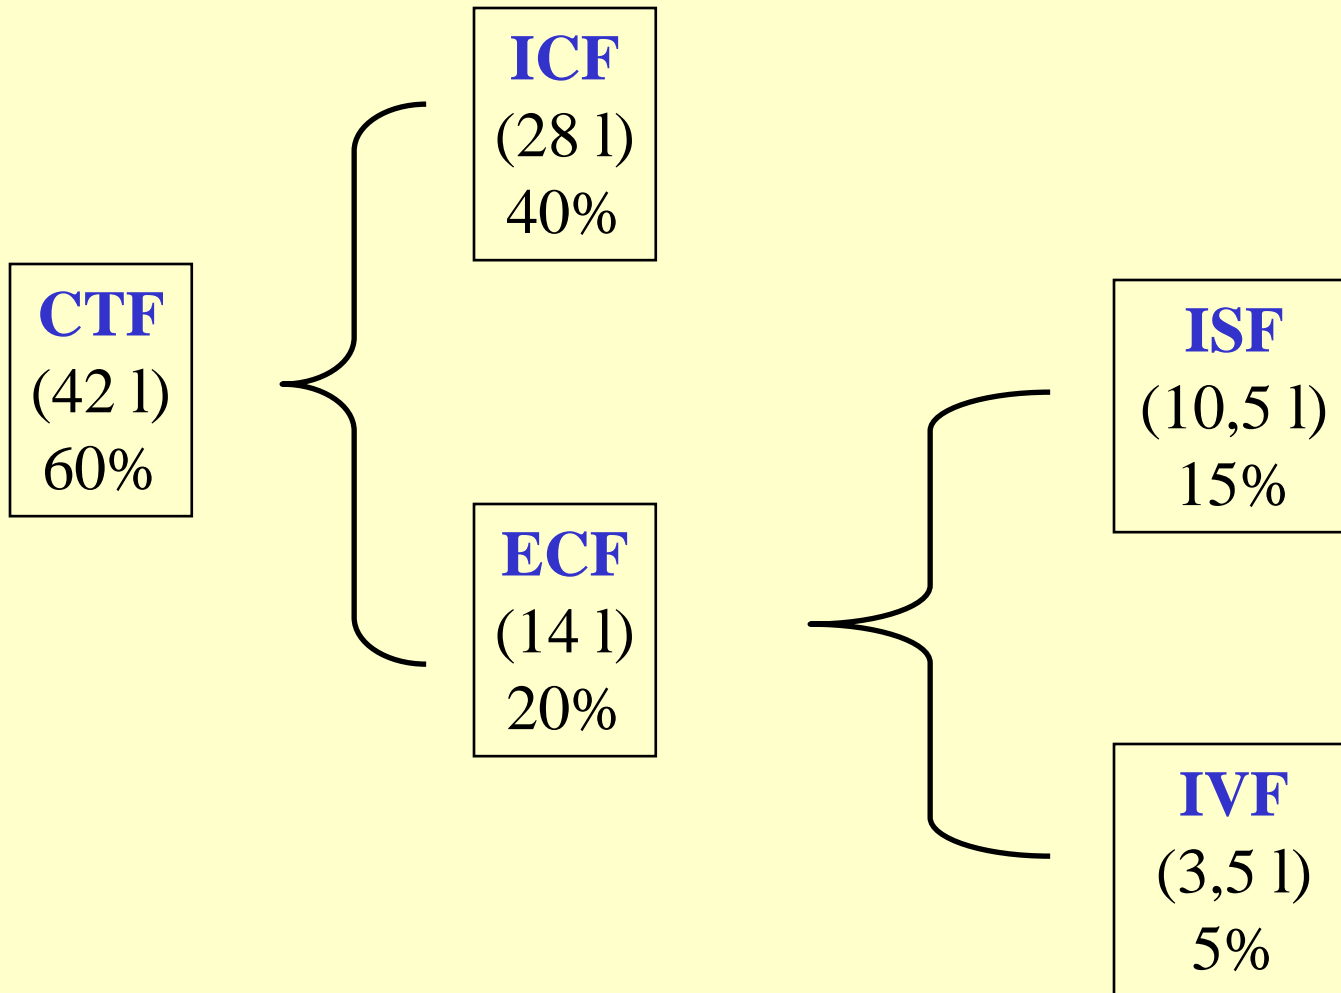 CTF
(42 l)
60%
ICF
(28 l)
40%
ECF
(14 l)
20%
ISF
(10,5 l)
15%
IVF
(3,5 l)
5%